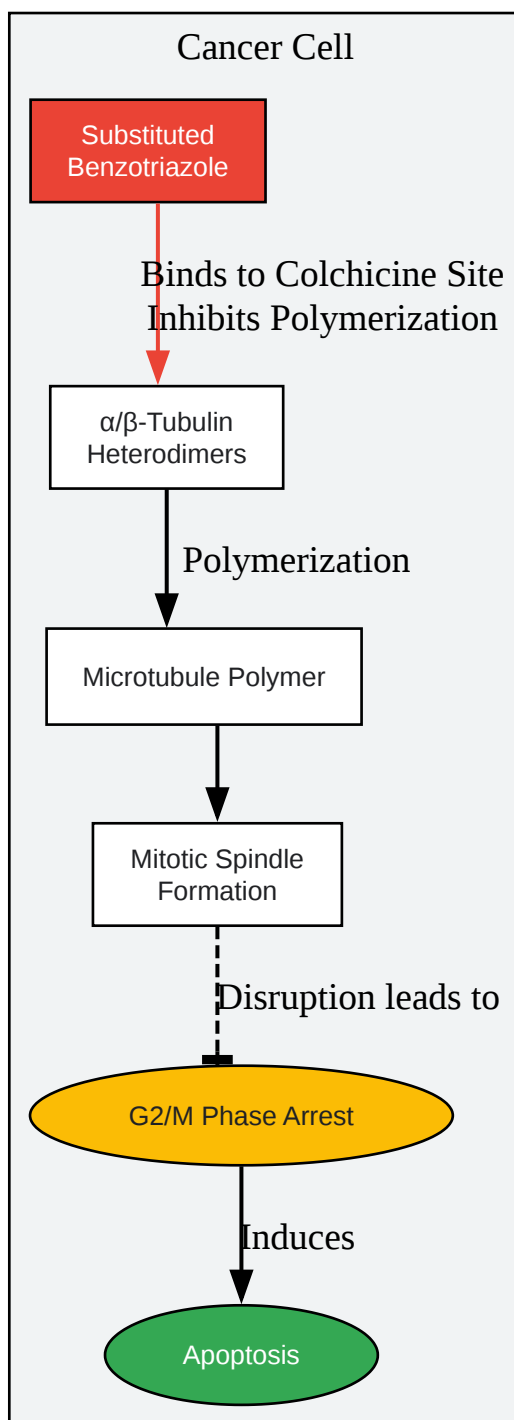 Cancer Cell
Substituted
Benzotriazole
Binds to Colchicine Site
Inhibits Polymerization
α/β-Tubulin
Heterodimers
Polymerization
Microtubule Polymer
Mitotic Spindle
Formation
Disruption leads to
G2/M Phase Arrest
Induces
Apoptosis